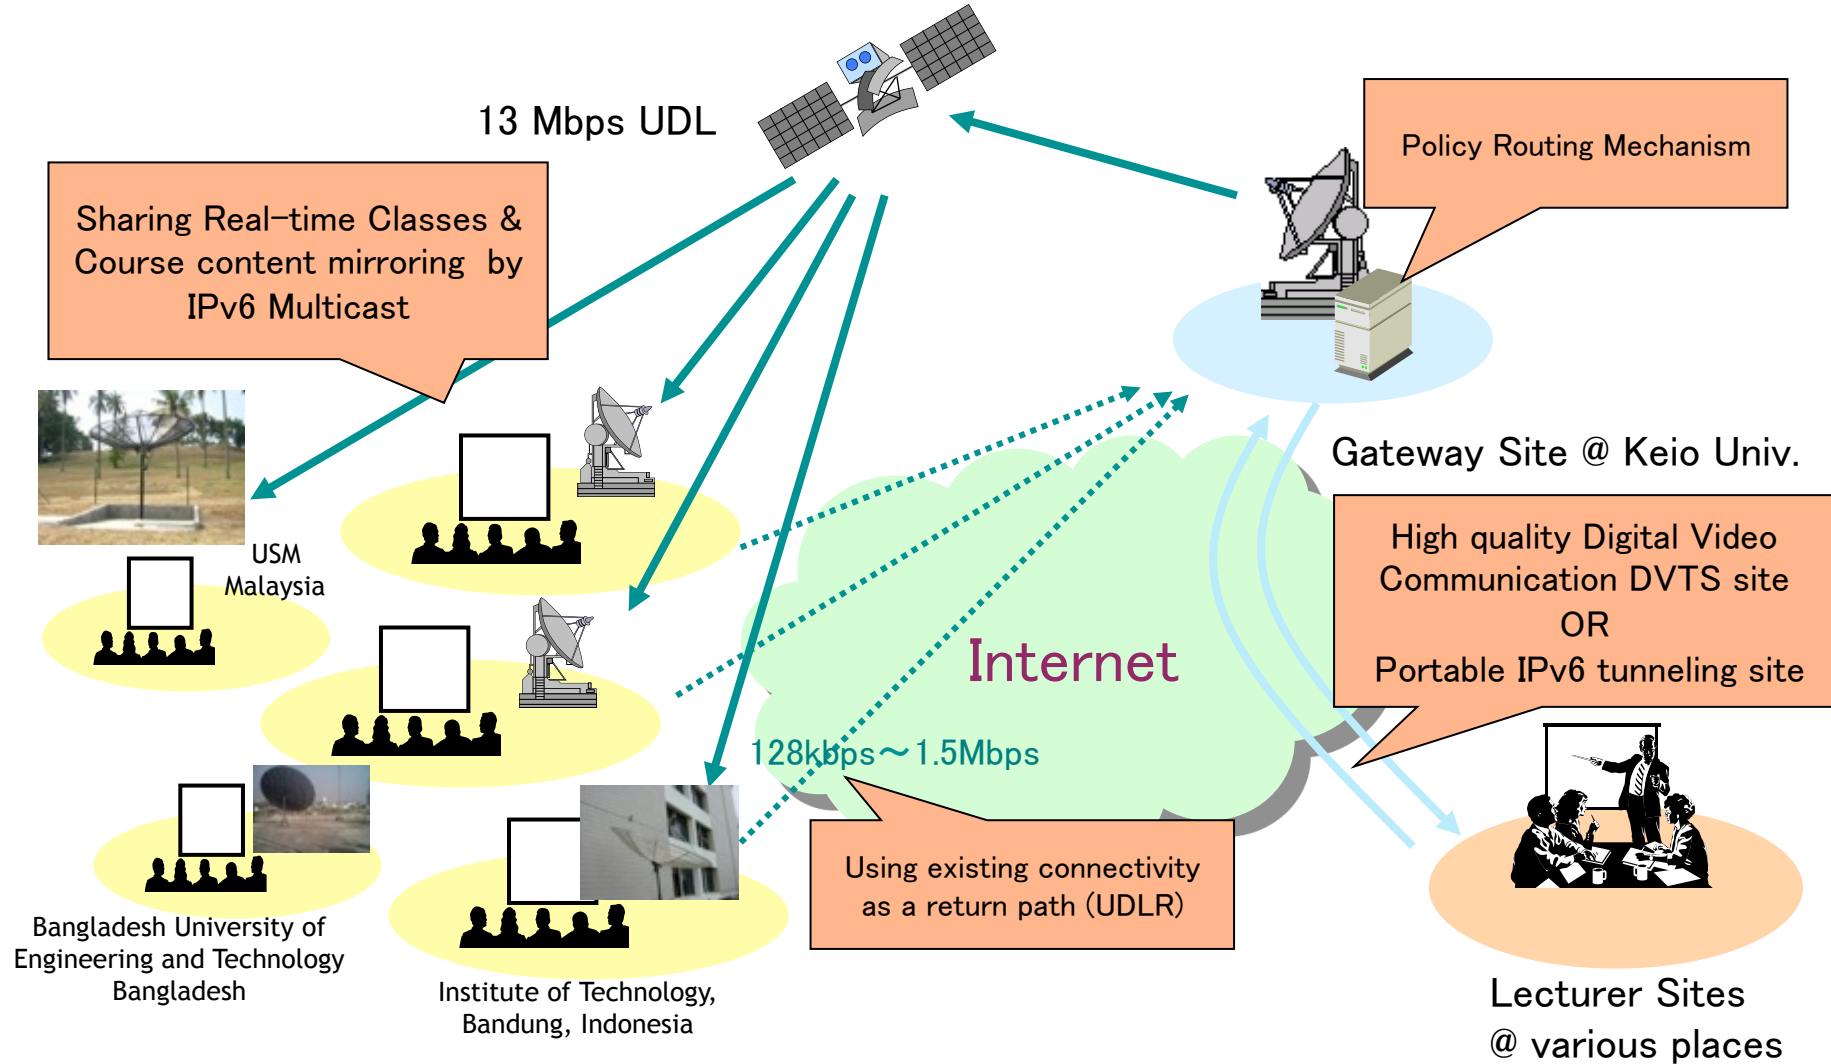 13 Mbps UDL
Policy Routing Mechanism
Sharing Real-time Classes &
Course content mirroring by
IPv6 Multicast
Gateway Site @ Keio Univ.
High quality Digital Video
Communication DVTS site
OR
Portable IPv6 tunneling site
USM
Malaysia
Internet
128kbps～1.5Mbps
Using existing connectivity
as a return path (UDLR)
Bangladesh University of
Engineering and Technology
Bangladesh
Institute of Technology,
Bandung, Indonesia
Lecturer Sites
@ various places